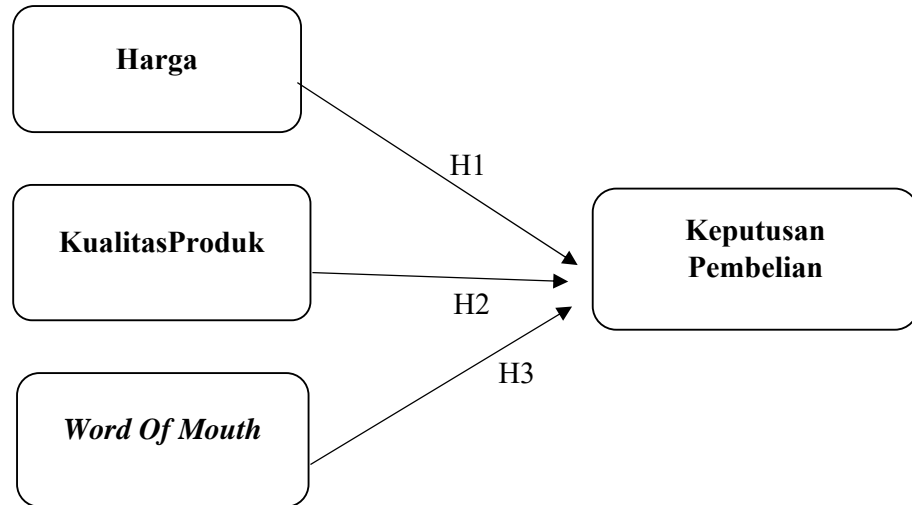 Harga
H1
KualitasProduk
Keputusan
Pembelian
H2
H3
Word Of Mouth